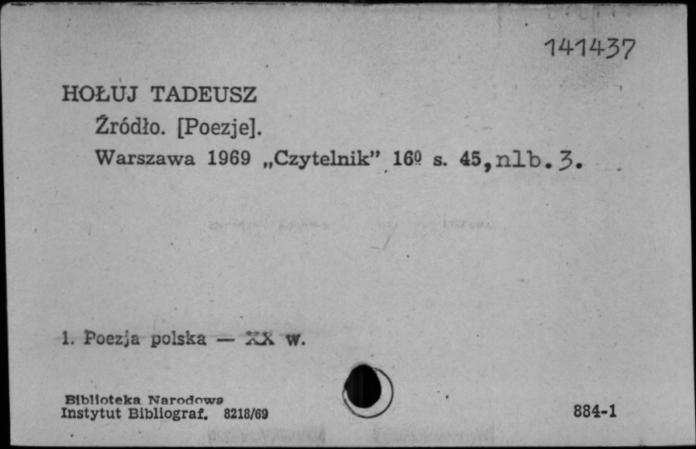 141437
HOŁUJ TADEUSZ
Źródło. [Poezje].
Warszawa 1969 „Czytelnik” 16º s. 45, nlb. 3.
1. Poezja polska — XX w.
Biblioteka Narodowa
Instytut Bibliograf. 8218/69
884-1